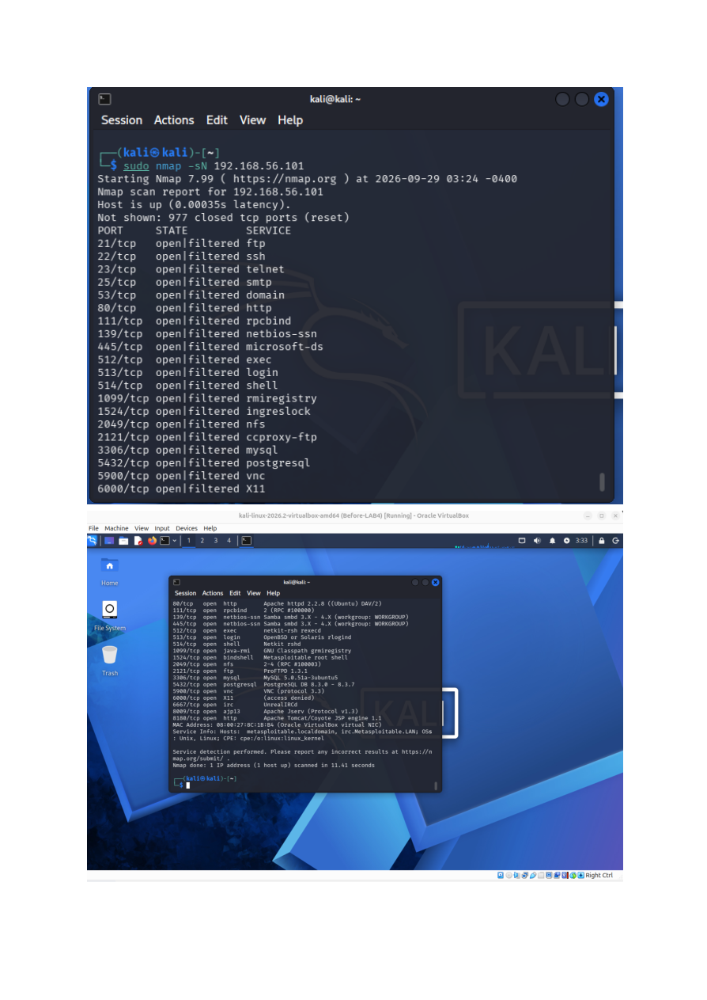 kali@kali: ~
Session Actions Edit View Help
┌──(kali㉿kali)-[~]
└─$ sudo nmap -sN 192.168.56.101
Starting Nmap 7.99 ( https://nmap.org ) at 2026-09-29 03:24 -0400
Nmap scan report for 192.168.56.101
Host is up (0.00035s latency).
Not shown: 977 closed tcp ports (reset)
PORT STATE SERVICE
21/tcp open|filtered ftp
22/tcp open|filtered ssh
23/tcp open|filtered telnet
25/tcp open|filtered smtp
53/tcp open|filtered domain
80/tcp open|filtered http
111/tcp open|filtered rpcbind
139/tcp open|filtered netbios-ssn
445/tcp open|filtered microsoft-ds
512/tcp open|filtered exec
513/tcp open|filtered login
514/tcp open|filtered shell
1099/tcp open|filtered rmiregistry
1524/tcp open|filtered ingreslock
2049/tcp open|filtered nfs
2121/tcp open|filtered ccproxy-ftp
3306/tcp open|filtered mysql
5432/tcp open|filtered postgresql
5900/tcp open|filtered vnc
6000/tcp open|filtered X11
KALI
kali-linux-2026.2-virtualbox-amd64 (Before-LAB4) [Running] - Oracle VirtualBox
File Machine View Input Devices Help
1 2 3 4 3:33
Home
File System
Trash
kali@kali: ~
Session Actions Edit View Help
80/tcp open http Apache httpd 2.2.8 ((Ubuntu) DAV/2)
111/tcp open rpcbind 2 (RPC #100000)
139/tcp open netbios-ssn Samba smbd 3.X - 4.X (workgroup: WORKGROUP)
445/tcp open netbios-ssn Samba smbd 3.X - 4.X (workgroup: WORKGROUP)
512/tcp open exec netkit-rsh rexecd
513/tcp open login OpenBSD or Solaris rlogind
514/tcp open shell Netkit rshd
1099/tcp open java-rmi GNU Classpath grmiregistry
1524/tcp open bindshell Metasploitable root shell
2049/tcp open nfs 2-4 (RPC #100003)
2121/tcp open ftp ProFTPD 1.3.1
3306/tcp open mysql MySQL 5.0.51a-3ubuntu5
5432/tcp open postgresql PostgreSQL DB 8.3.0 - 8.3.7
5900/tcp open vnc VNC (protocol 3.3)
6000/tcp open X11 (access denied)
6667/tcp open irc UnrealIRCd
8009/tcp open ajp13 Apache Jserv (Protocol v1.3)
8180/tcp open http Apache Tomcat/Coyote JSP engine 1.1
MAC Address: 08:00:27:8C:1B:B4 (Oracle VirtualBox virtual NIC)
Service Info: Hosts: metasploitable.localdomain, irc.Metasploitable.LAN; OSs
: Unix, Linux; CPE: cpe:/o:linux:linux_kernel
Service detection performed. Please report any incorrect results at https://n
map.org/submit/ .
Nmap done: 1 IP address (1 host up) scanned in 11.41 seconds
┌──(kali㉿kali)-[~]
└─$
KALI
Right Ctrl